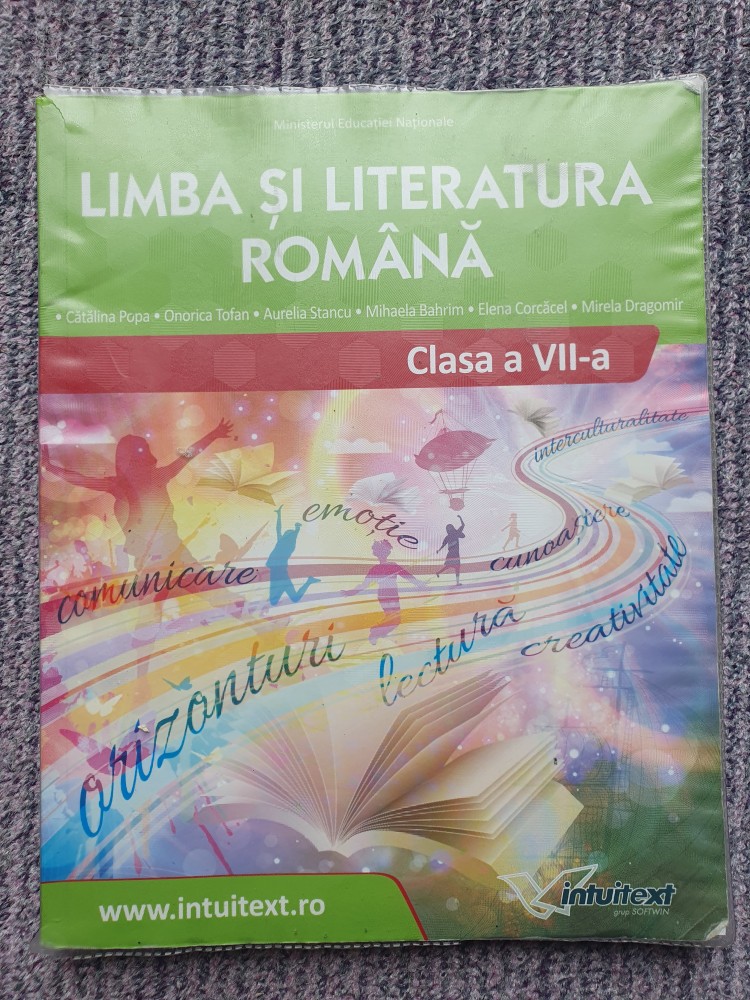 Ministerul Educației Naționale
LIMBA ȘI LITERATURA
ROMÂNĂ
• Cătălina Popa • Onorica Tofan • Aurelia Stancu • Mihaela Bahrim • Elena Corcăcel • Mirela Dragomir
Clasa a VII-a
interculturalitate
emoție
cunoaștere
comunicare
creativitate
lectură
orizonturi
www.intuitext.ro
intuitext
grup SOFTWIN